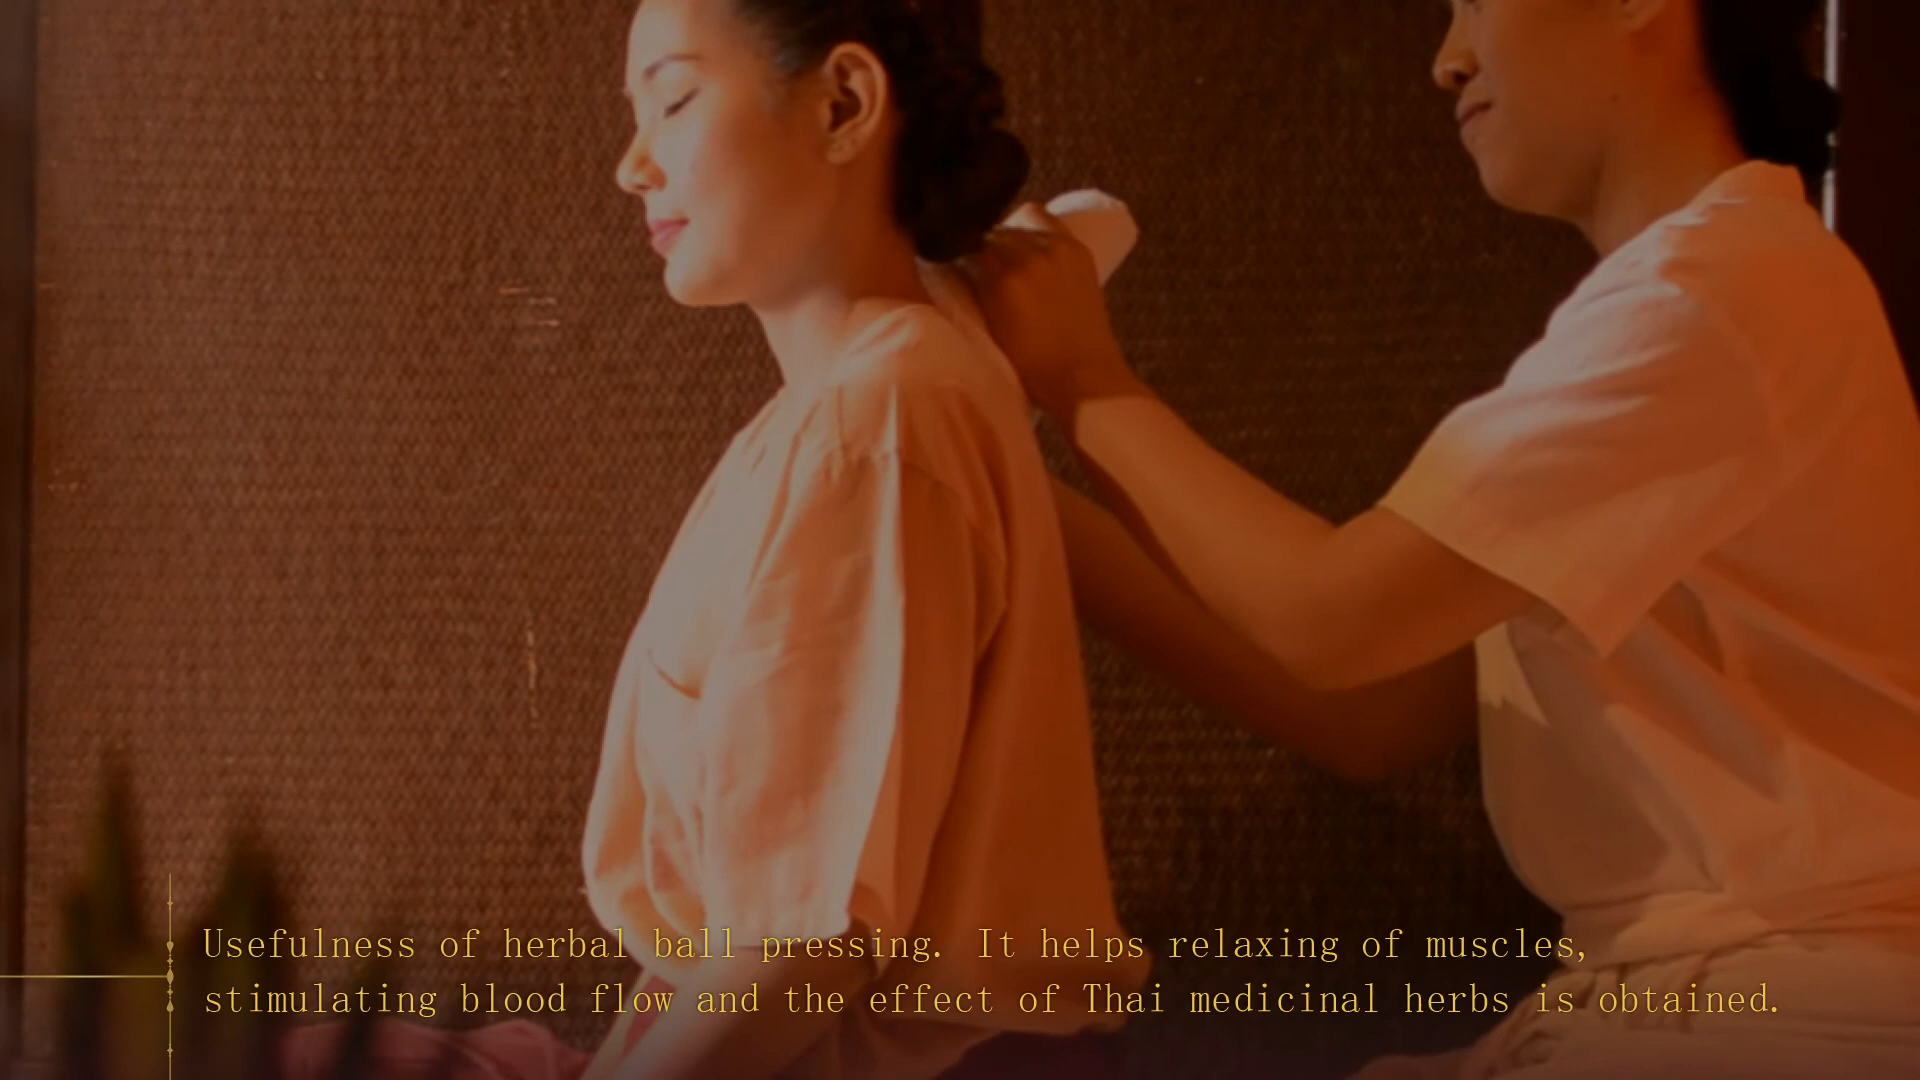 Usefulness of herbal ball pressing. It helps relaxing of muscles,
stimulating blood flow and the effect of Thai medicinal herbs is obtained.